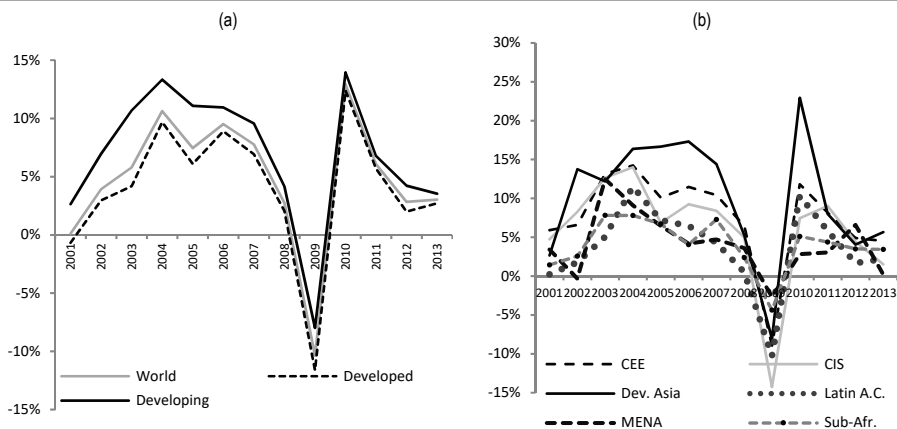 (a)
15%
10%
5%
0%
-5%
-10%
-15%
2001
2002
2003
2004
2005
2006
2007
2008
2009
2010
2011
2012
2013
World
Developed
Developing
(b)
30%
25%
20%
15%
10%
5%
0%
-5%
-10%
-15%
2001 2002 2003 2004 2005 2006 2007 2008 2009 2010 2011 2012 2013
CEE
CIS
Dev. Asia
Latin A.C.
MENA
Sub-Afr.